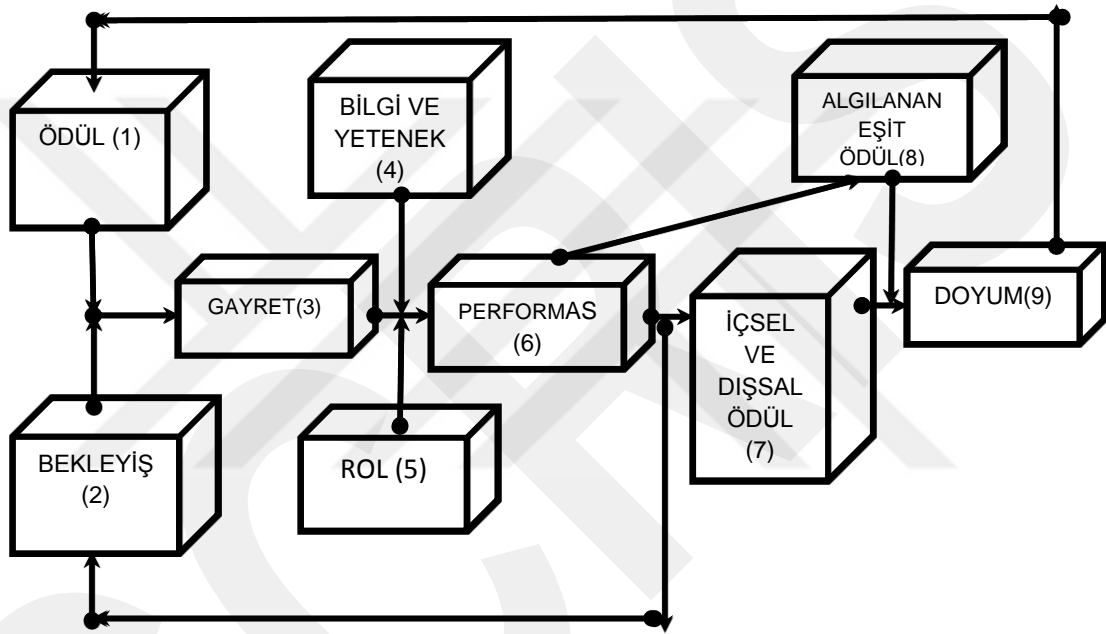 ÖDÜL (1)
BİLGİ VE
YETENEK
(4)
ALGILANAN
EŞİT
ÖDÜL(8)
GAYRET(3)
PERFORMAS
(6)
İÇSEL
VE
DIŞSAL
ÖDÜL
(7)
DOYUM(9)
BEKLEYİŞ
(2)
ROL (5)